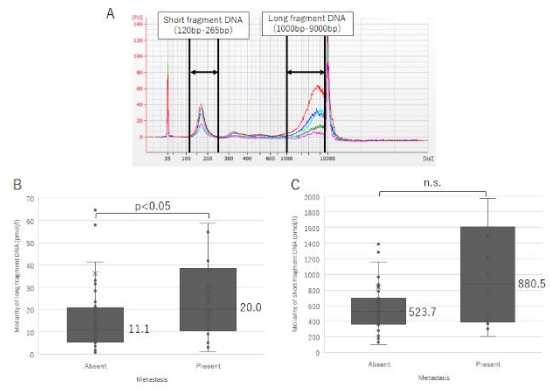 A
Short fragment DNA
(120bp-265bp)
Long fragment DNA
(1000bp-9000bp)
[FU]
140
120
100
80
60
40
20
0
100
200
300
400
500
600
1000
[bp]
B
p<0.05
Molarity of long fragment DNA (pmol/l)
70
60
50
40
30
20
10
0
11.1
20.0
Absent
Present
Metastasis
C
n.s.
Molarity of short fragment DNA (pmol/l)
2000
1800
1600
1400
1200
1000
800
600
400
200
0
523.7
880.5
Absent
Present
Metastasis